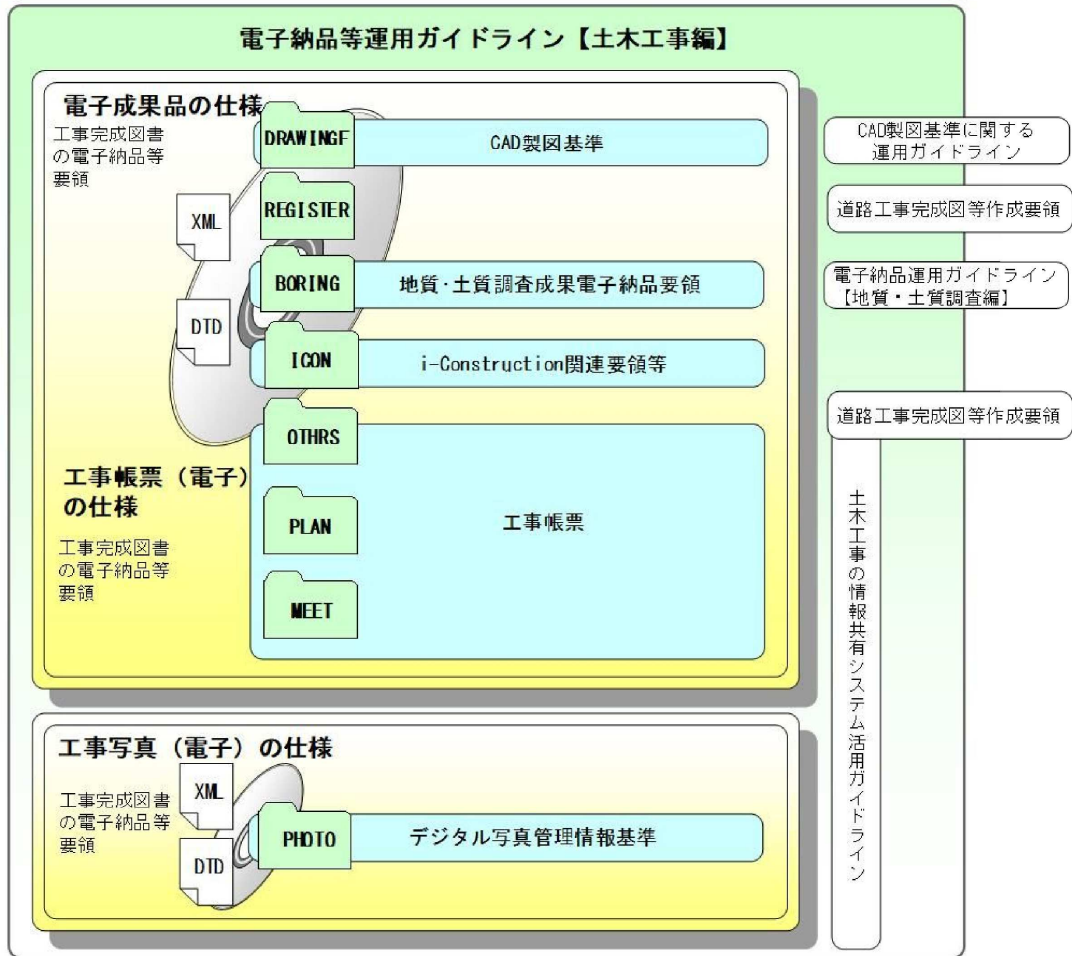 電子納品等運用ガイドライン【土木工事編】
電子成果品の仕様
工事完成図書
の電子納品等
要領
XML
DTD
DRAWINGF
CAD製図基準
REGISTER
BORING
地質・土質調査成果電子納品要領
ICON
i-Construction関連要領等
OTHRS
工事帳票（電子）
の仕様
工事完成図書
の電子納品等
要領
PLAN
工事帳票
MEET
CAD製図基準に関する
運用ガイドライン
道路工事完成図等作成要領
電子納品運用ガイドライン
【地質・土質調査編】
道路工事完成図等作成要領
土木工事の情報共有システム活用ガイドライン
工事写真（電子）の仕様
工事完成図書
の電子納品等
要領
XML
DTD
PHOTO
デジタル写真管理情報基準